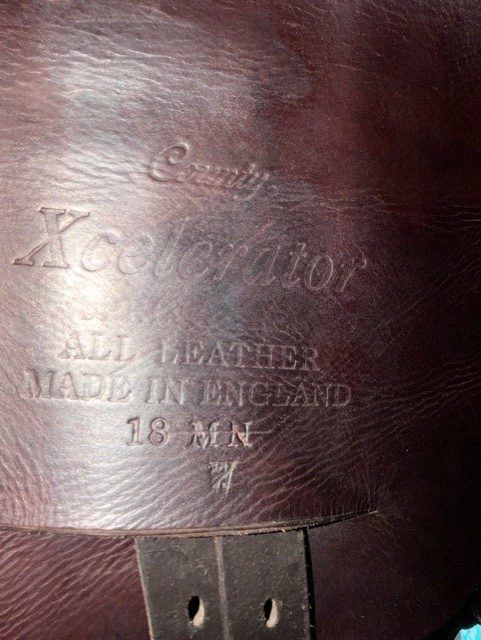 County
Xcelerator
ALL LEATHER
MADE IN ENGLAND
18 MN
W